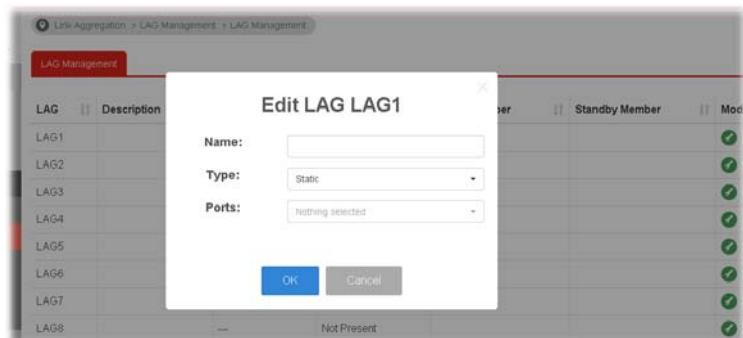 Link Aggregation > LAG Management > LAG Management
LAG Management
LAG Description ber Standby Member Mod
Edit LAG LAG1
Name:
Type: Static
Ports: Nothing selected
OK Cancel
LAG1
LAG2
LAG3
LAG4
LAG5
LAG6
LAG7
LAG8 --- Not Present